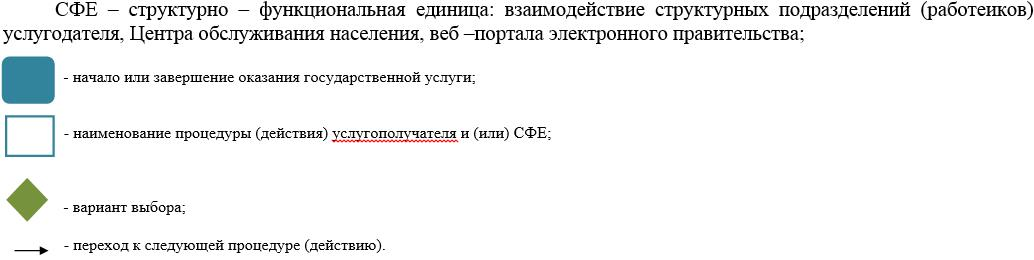 СФЕ – структурно – функциональная единица: взаимодействие структурных подразделений (работеиков)
услугодателя, Центра обслуживания населения, веб –портала электронного правительства;
- начало или завершение оказания государственной услуги;
- наименование процедуры (действия) услугополучателя и (или) СФЕ;
- вариант выбора;
- переход к следующей процедуре (действию).